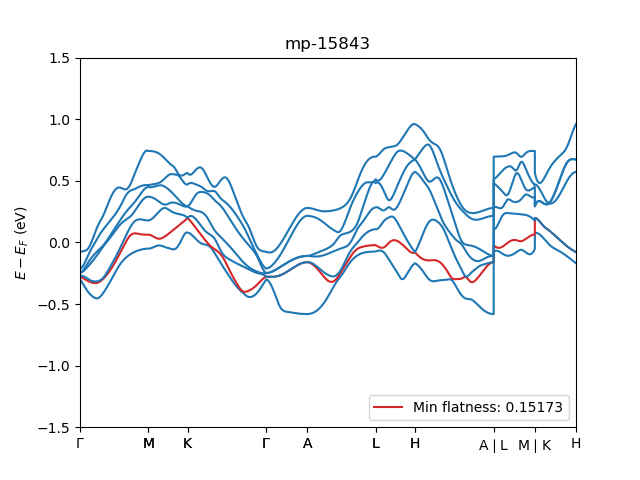 mp-15843
1.5
1.0
0.5
0.0
−0.5
−1.0
−1.5
E − E_F (eV)
Min flatness: 0.15173
Γ M K Γ A L H A | L M | K H